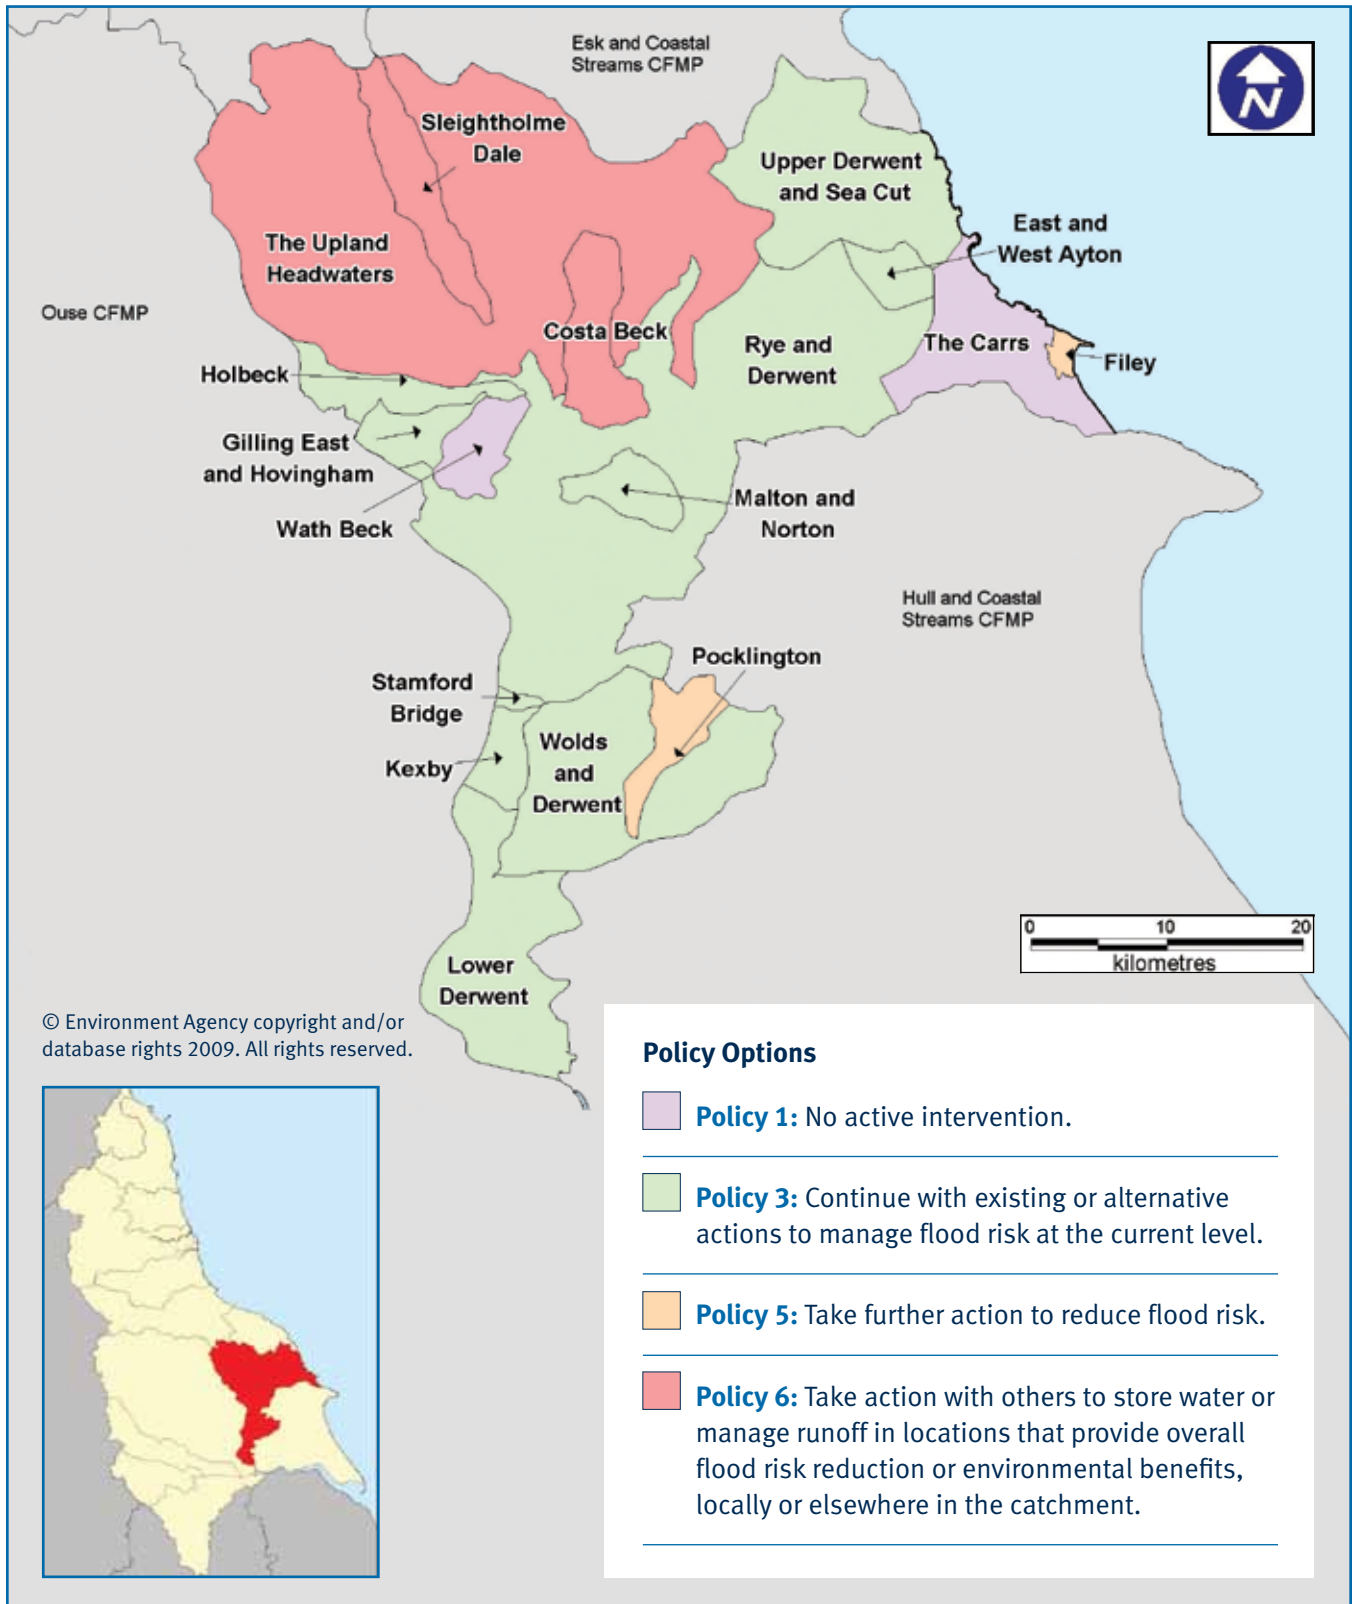 Esk and Coastal
Streams CFMP
N
Sleightholme
Dale
Upper Derwent
and Sea Cut
East and
West Ayton
The Upland
Headwaters
Ouse CFMP
Costa Beck
Rye and
Derwent
The Carrs
Filey
Holbeck
Gilling East
and Hovingham
Wath Beck
Malton and
Norton
Hull and Coastal
Streams CFMP
Pocklington
Stamford
Bridge
Wolds
and
Derwent
Kexby
0 10 20
kilometres
Lower
Derwent
© Environment Agency copyright and/or
database rights 2009. All rights reserved.
Policy Options
Policy 1: No active intervention.
Policy 3: Continue with existing or alternative
actions to manage flood risk at the current level.
Policy 5: Take further action to reduce flood risk.
Policy 6: Take action with others to store water or
manage runoff in locations that provide overall
flood risk reduction or environmental benefits,
locally or elsewhere in the catchment.